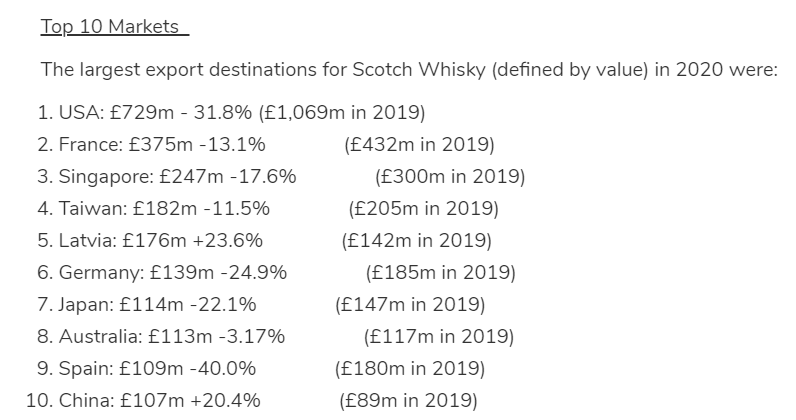 Top 10 Markets
The largest export destinations for Scotch Whisky (defined by value) in 2020 were:
1. USA: £729m - 31.8% (£1,069m in 2019)
2. France: £375m -13.1% (£432m in 2019)
3. Singapore: £247m -17.6% (£300m in 2019)
4. Taiwan: £182m -11.5% (£205m in 2019)
5. Latvia: £176m +23.6% (£142m in 2019)
6. Germany: £139m -24.9% (£185m in 2019)
7. Japan: £114m -22.1% (£147m in 2019)
8. Australia: £113m -3.17% (£117m in 2019)
9. Spain: £109m -40.0% (£180m in 2019)
10. China: £107m +20.4% (£89m in 2019)